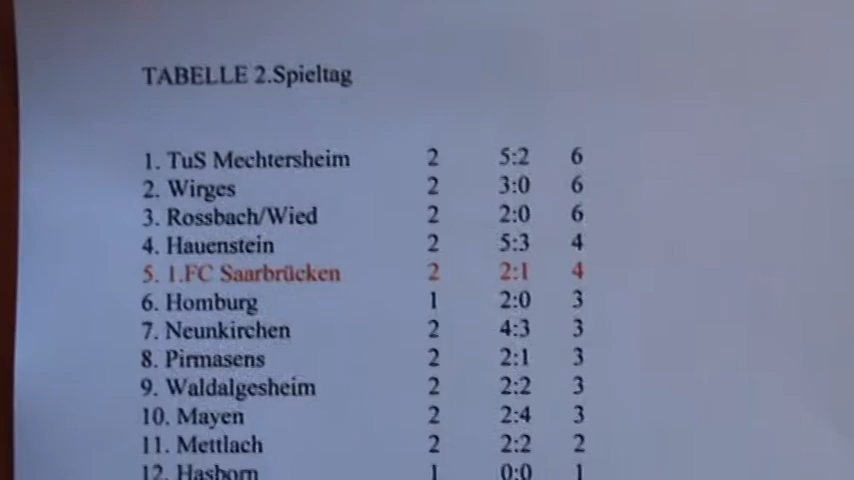 TABELLE 2.Spieltag
1. TuS Mechtersheim 2 5:2 6
2. Wirges 2 3:0 6
3. Rossbach/Wied 2 2:0 6
4. Hauenstein 2 5:3 4
5. 1.FC Saarbrücken 2 2:1 4
6. Homburg 1 2:0 3
7. Neunkirchen 2 4:3 3
8. Pirmasens 2 2:1 3
9. Waldalgesheim 2 2:2 3
10. Mayen 2 2:4 3
11. Mettlach 2 2:2 2
12. Hasborn 1 0:0 1